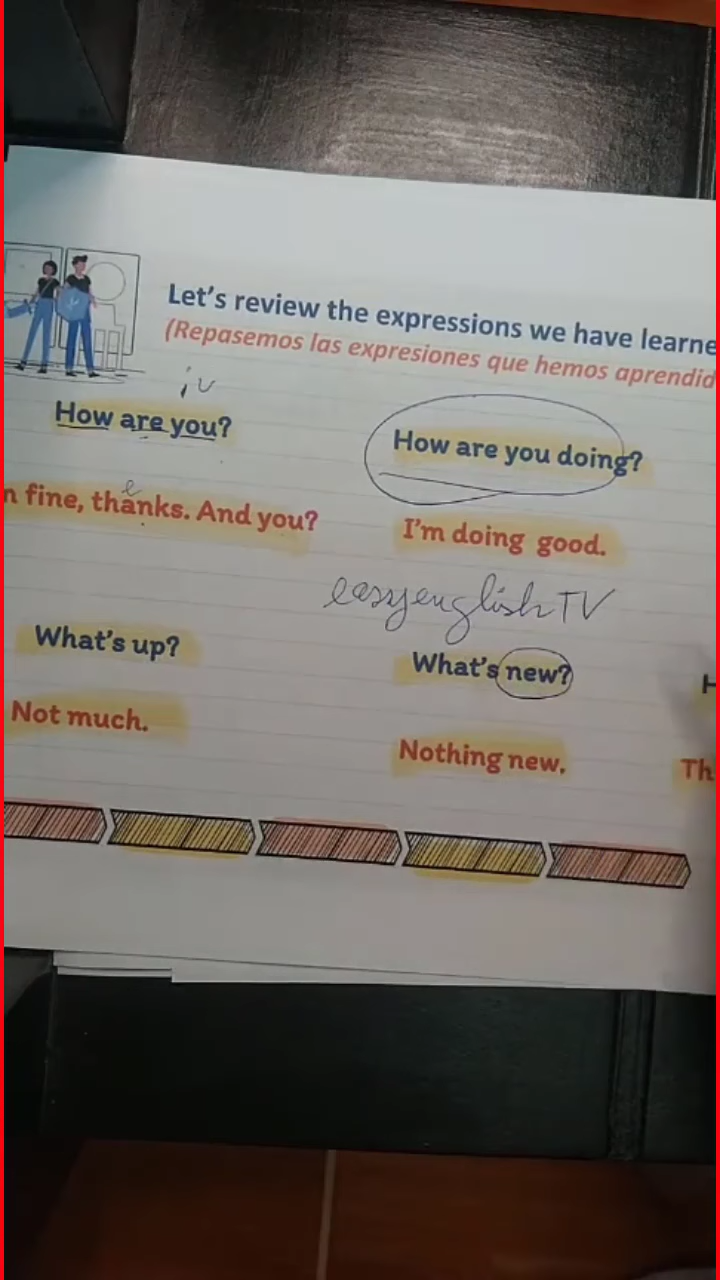 Let's review the expressions we have learne
(Repasemos las expresiones que hemos aprendid
How are you?
How are you doing?
n fine, thanks. And you?
I'm doing good.
easyenglishTV
What's up?
What's new?
H
Not much.
Nothing new.
Th